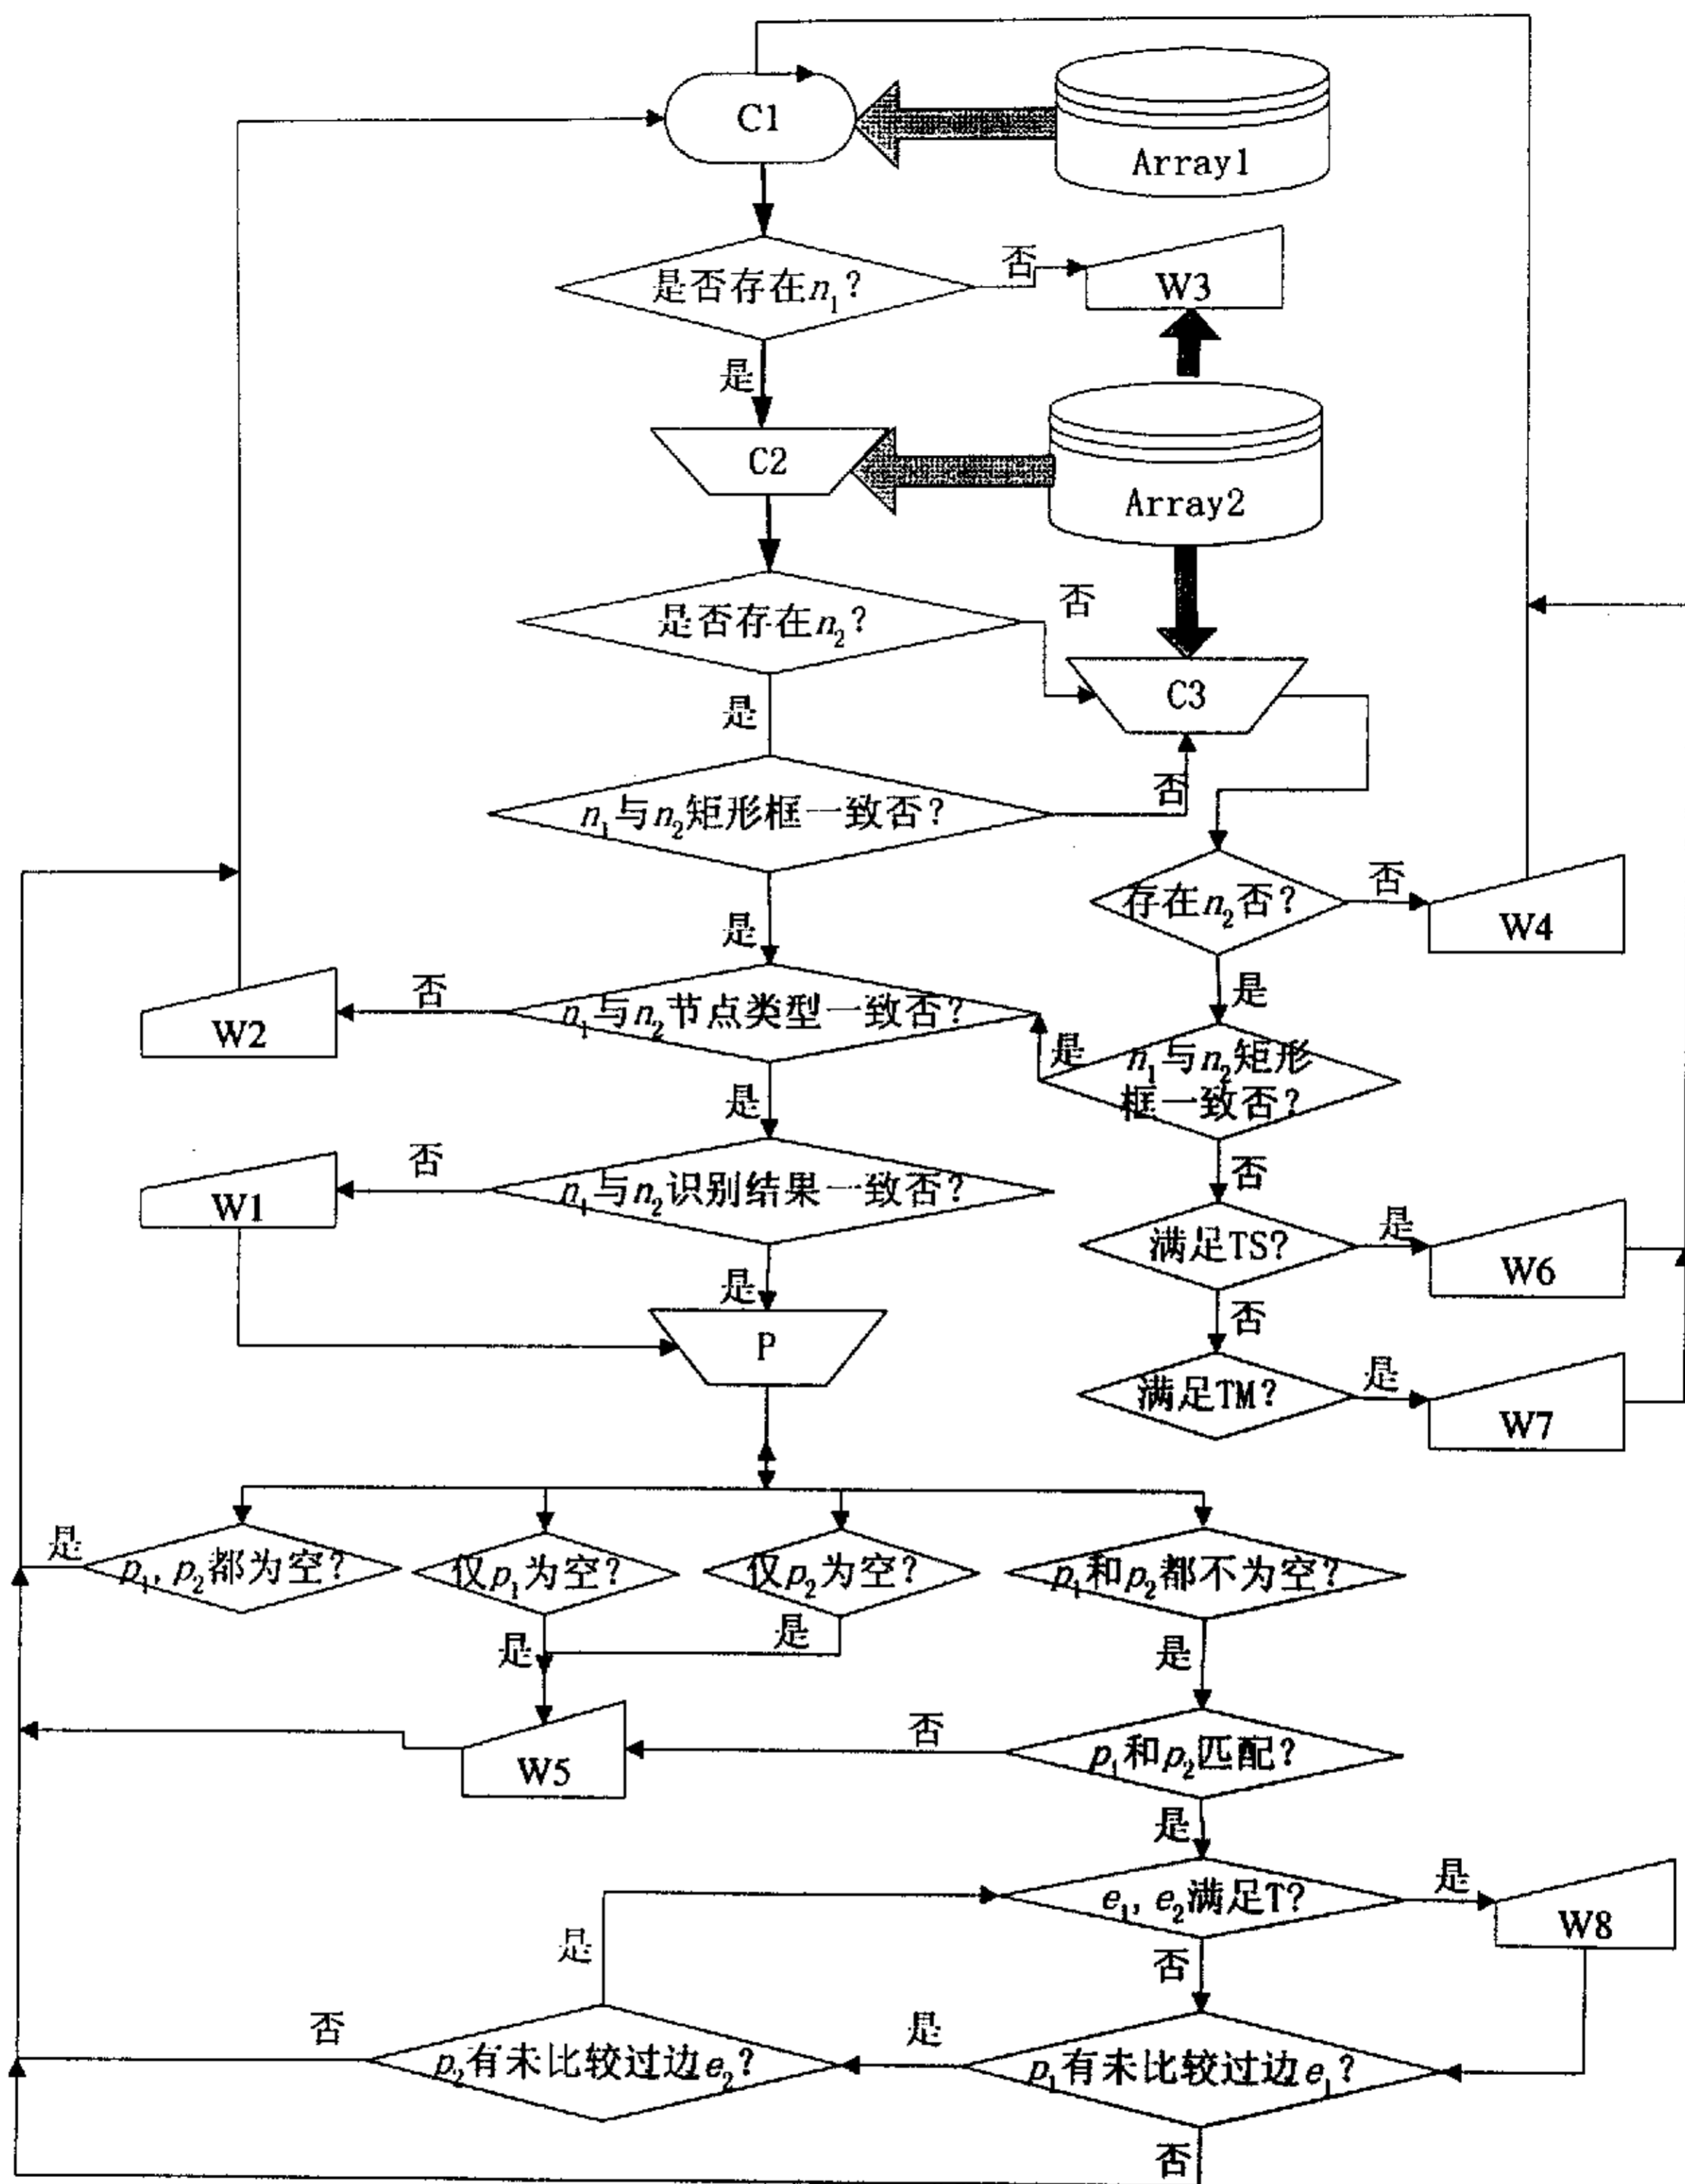 C1
Array1
是否存在n₁?
否
W3
是
C2
Array2
是否存在n₂?
否
是
C3
n₁与n₂矩形框一致否?
否
存在n₂否?
否
W4
是
是
n₁与n₂节点类型一致否?
否
W2
是
n₁与n₂矩形
框一致否?
是
否
n₁与n₂识别结果一致否?
否
W1
满足TS?
是
W6
是
否
P
满足TM?
是
W7
是
p₁, p₂都为空?
仅p₁为空?
仅p₂为空?
p₁和p₂都不为空?
是
是
是
W5
否
p₁和p₂匹配?
是
e₁, e₂满足T?
是
W8
是
否
否
p₂有未比较过边e₂?
是
p₁有未比较过边e₁?
否